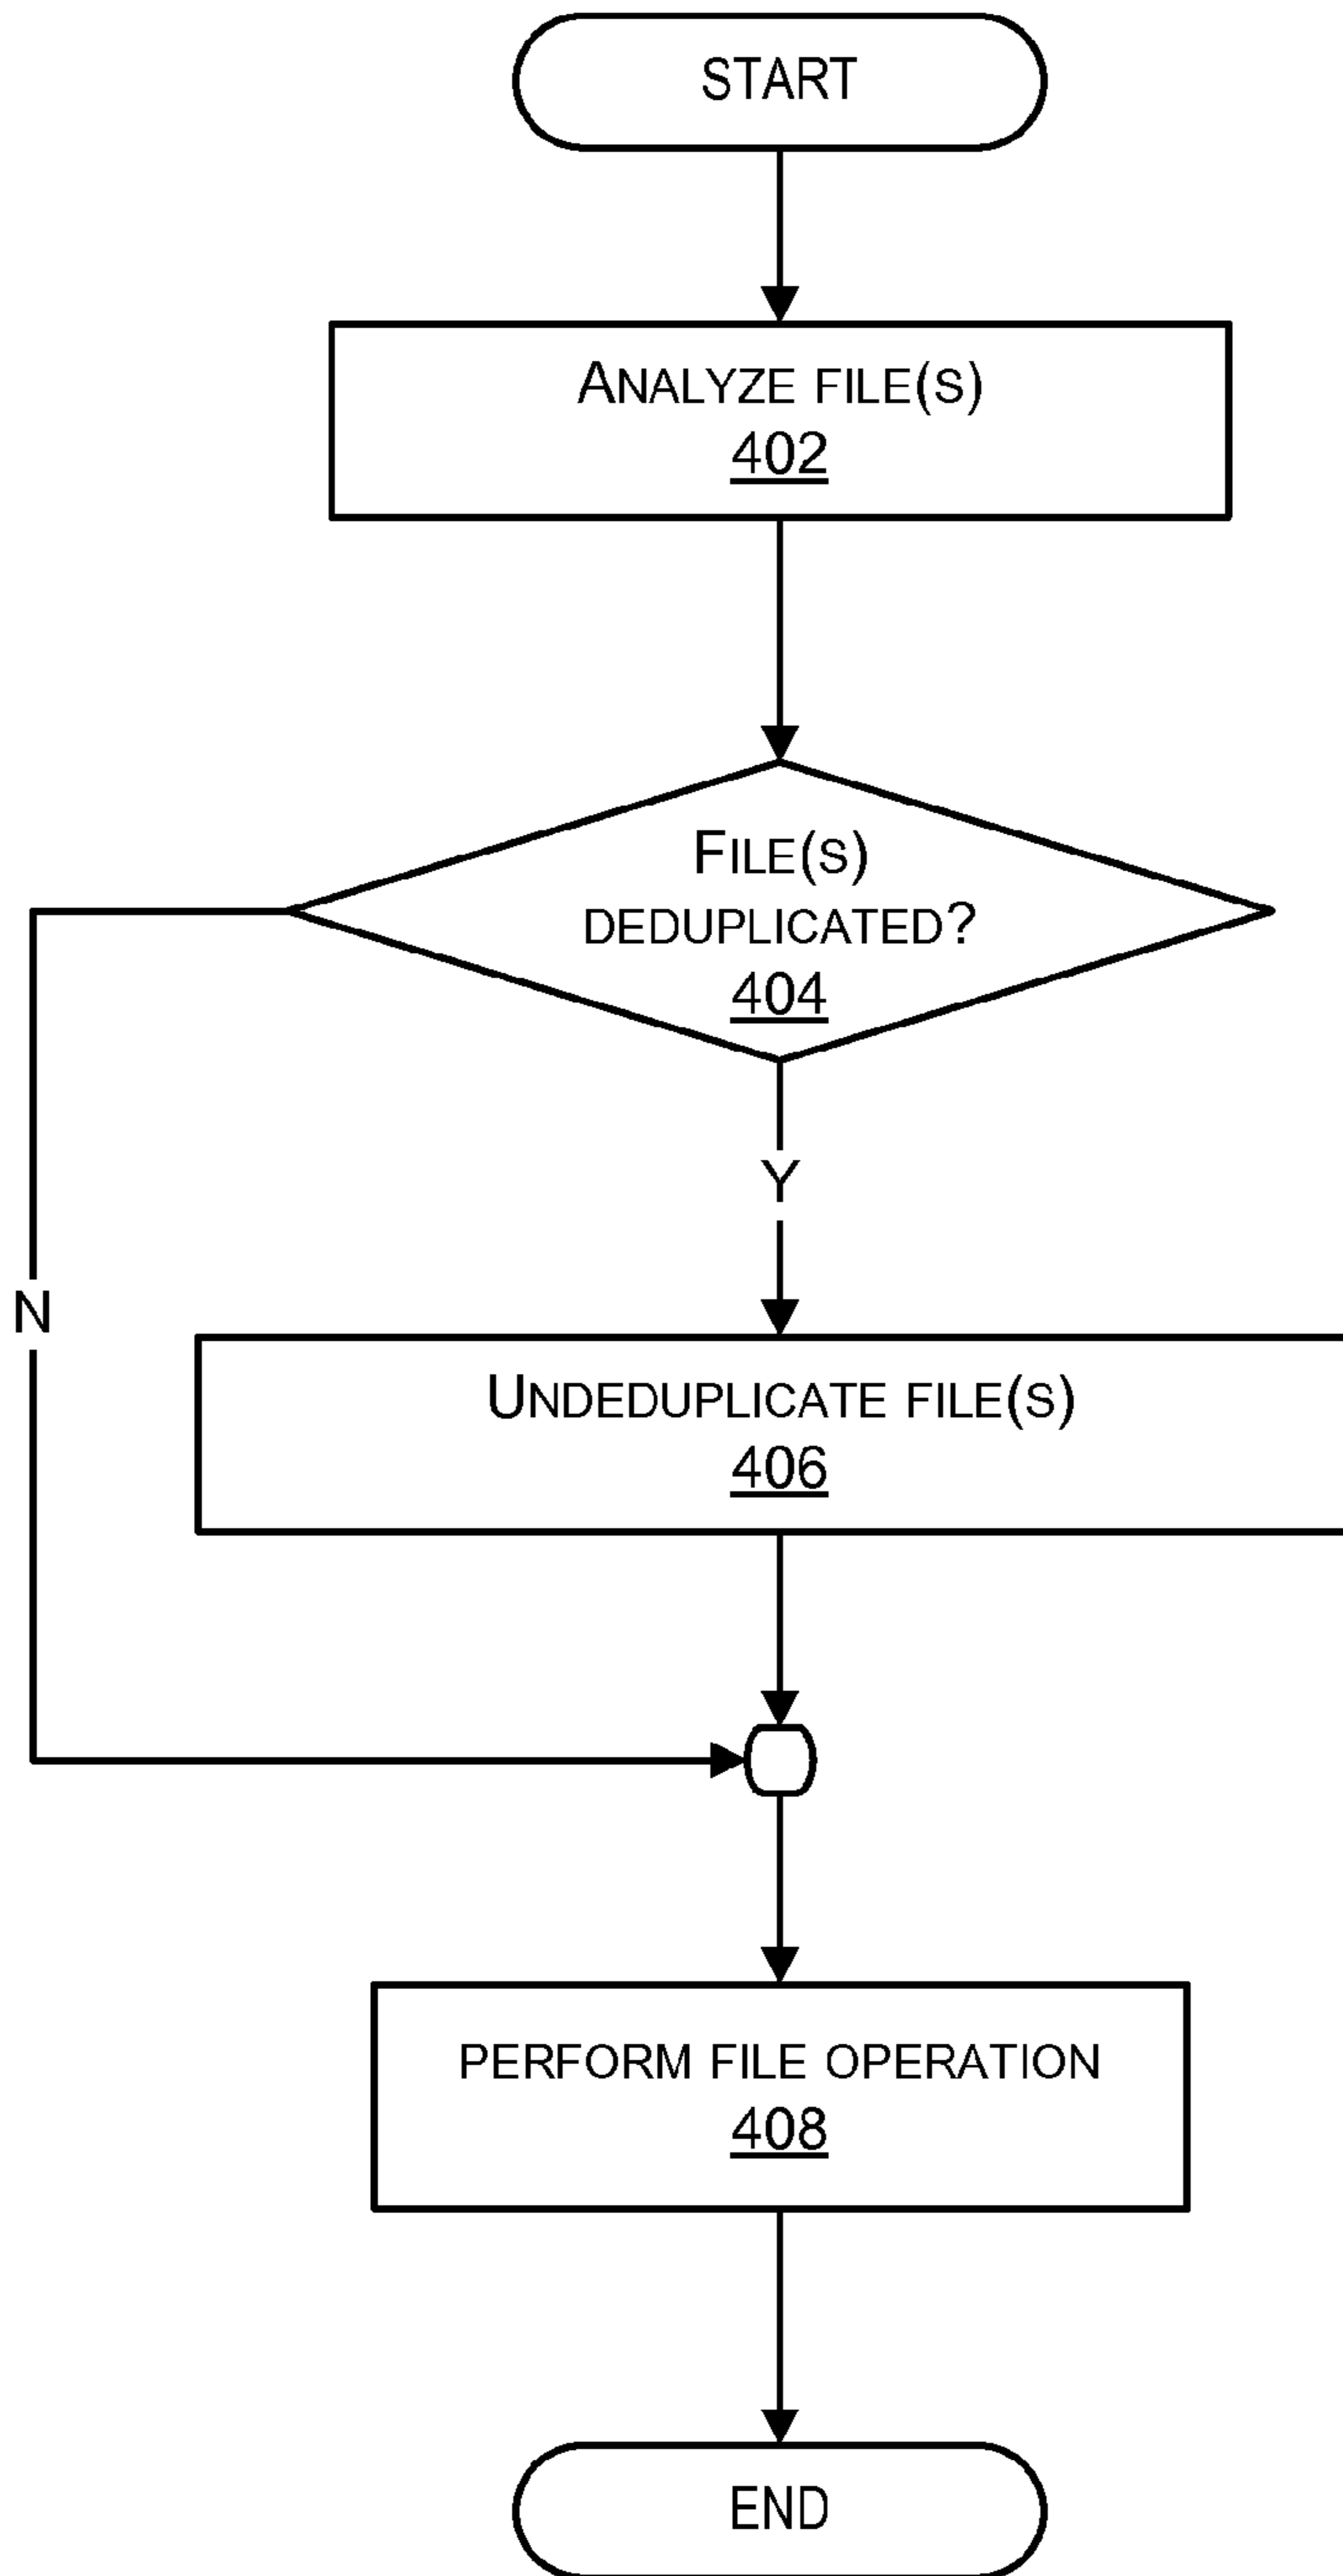 START
ANALYZE FILE(S)
402
FILE(S)
DEDUPLICATED?
404
Y
N
UNDEDUPLICATE FILE(S)
406
PERFORM FILE OPERATION
408
END